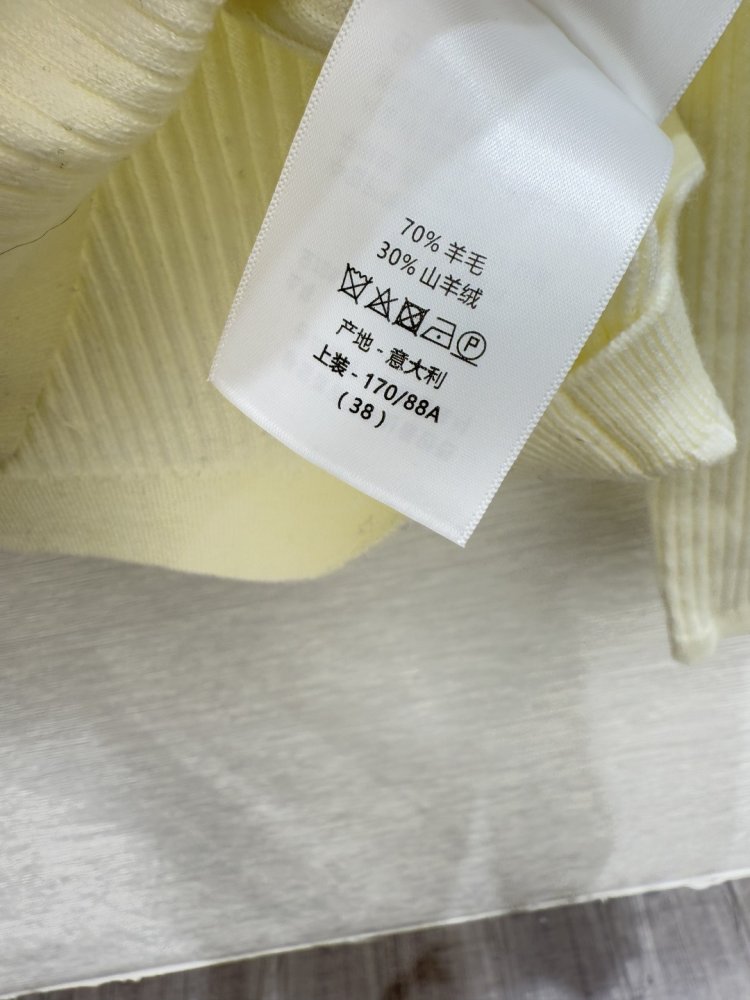 70% 羊毛
30% 山羊绒
P
产地 - 意大利
上装 - 170/88A
( 38 )